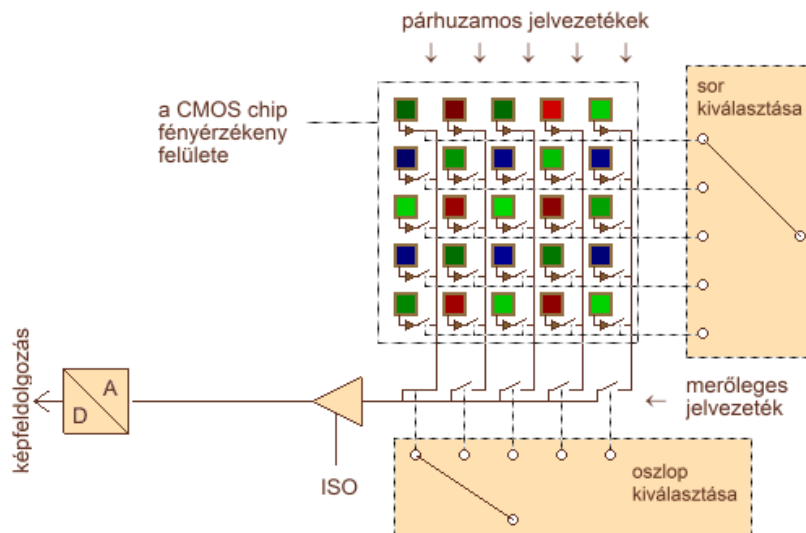 párhuzamos jelvezetékek
a CMOS chip
fényérzékeny
felülete
sor
kiválasztása
képfeldolgozás
A
D
ISO
merőleges
jelvezeték
oszlop
kiválasztása